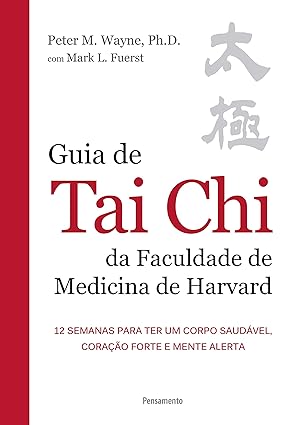 Peter M. Wayne, Ph.D.
com Mark L. Fuerst
太
極
Guia de
Tai Chi
da Faculdade de
Medicina de Harvard
12 SEMANAS PARA TER UM CORPO SAUDÁVEL,
CORAÇÃO FORTE E MENTE ALERTA
Pensamento